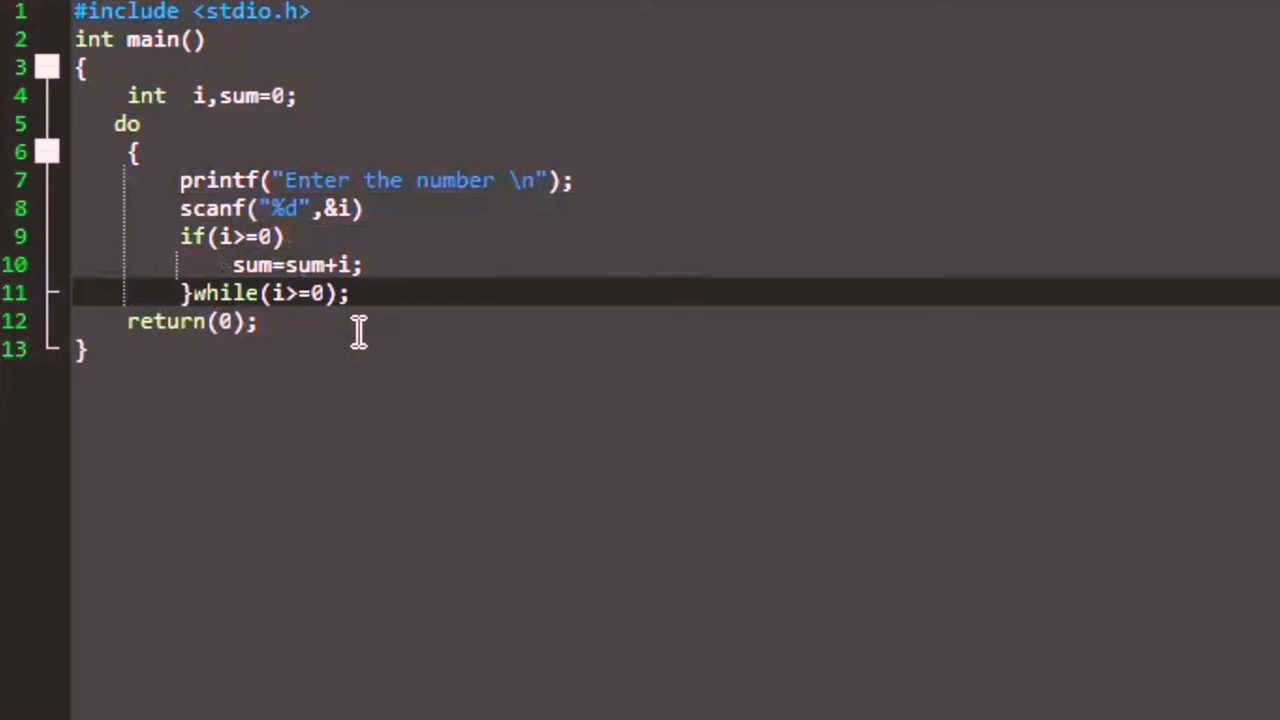 1 #include <stdio.h>
2 int main()
3 {
4 int  i,sum=0;
5 do
6 {
7 printf("Enter the number \n");
8 scanf("%d",&i)
9 if(i>=0)
10 sum=sum+i;
11 }while(i>=0);
12 return(0);
13 }